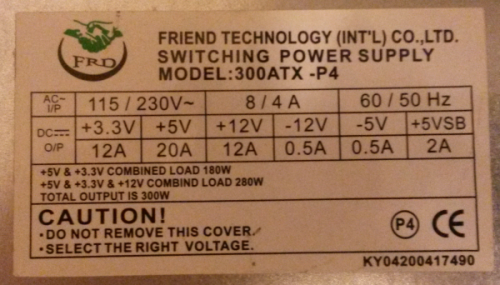 FRD
FRIEND TECHNOLOGY (INT'L) CO.,LTD.
SWITCHING POWER SUPPLY
MODEL:300ATX -P4
AC~ I/P 115 / 230V~ 8 / 4 A 60 / 50 Hz
DC⎓ O/P +3.3V +5V +12V -12V -5V +5VSB
12A 20A 12A 0.5A 0.5A 2A
+5V & +3.3V COMBINED LOAD 180W
+5V & +3.3V & +12V COMBIND LOAD 280W
TOTAL OUTPUT IS 300W
CAUTION!
•DO NOT REMOVE THIS COVER.
•SELECT THE RIGHT VOLTAGE.
P4 CE
KY04200417490